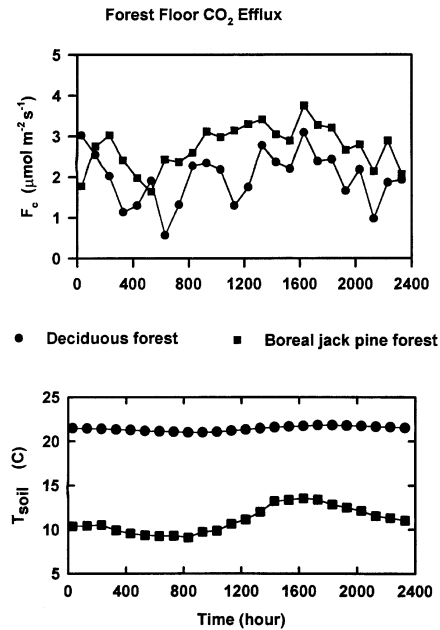 Forest Floor CO2 Efflux
5
4
3
2
1
0
Fc (μmol m-2 s-1)
0 400 800 1200 1600 2000 2400
Deciduous forest Boreal jack pine forest
25
20
15
10
5
Tsoil (C)
0 400 800 1200 1600 2000 2400
Time (hour)